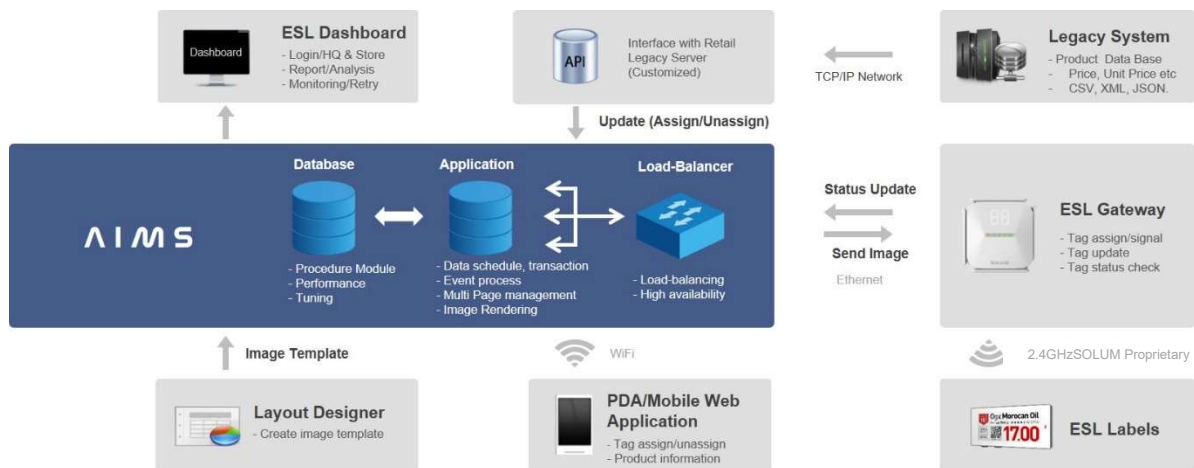 Dashboard
ESL Dashboard
- Login/HQ & Store
- Report/Analysis
- Monitoring/Retry
API
Interface with Retail
Legacy Server
(Customized)
TCP/IP Network
Legacy System
- Product Data Base
- Price, Unit Price etc
- CSV, XML, JSON.
Update (Assign/Unassign)
AIMS
Database
- Procedure Module
- Performance
- Tuning
Application
- Data schedule, transaction
- Event process
- Multi Page management
- Image Rendering
Load-Balancer
- Load-balancing
- High availability
Status Update
Send Image
Ethernet
ESL Gateway
- Tag assign/signal
- Tag update
- Tag status check
Image Template
WiFi
2.4GHzSOLUM Proprietary
Layout Designer
- Create image template
PDA/Mobile Web
Application
- Tag assign/unassign
- Product information
Ogx Morocan Oil
17.00
ESL Labels